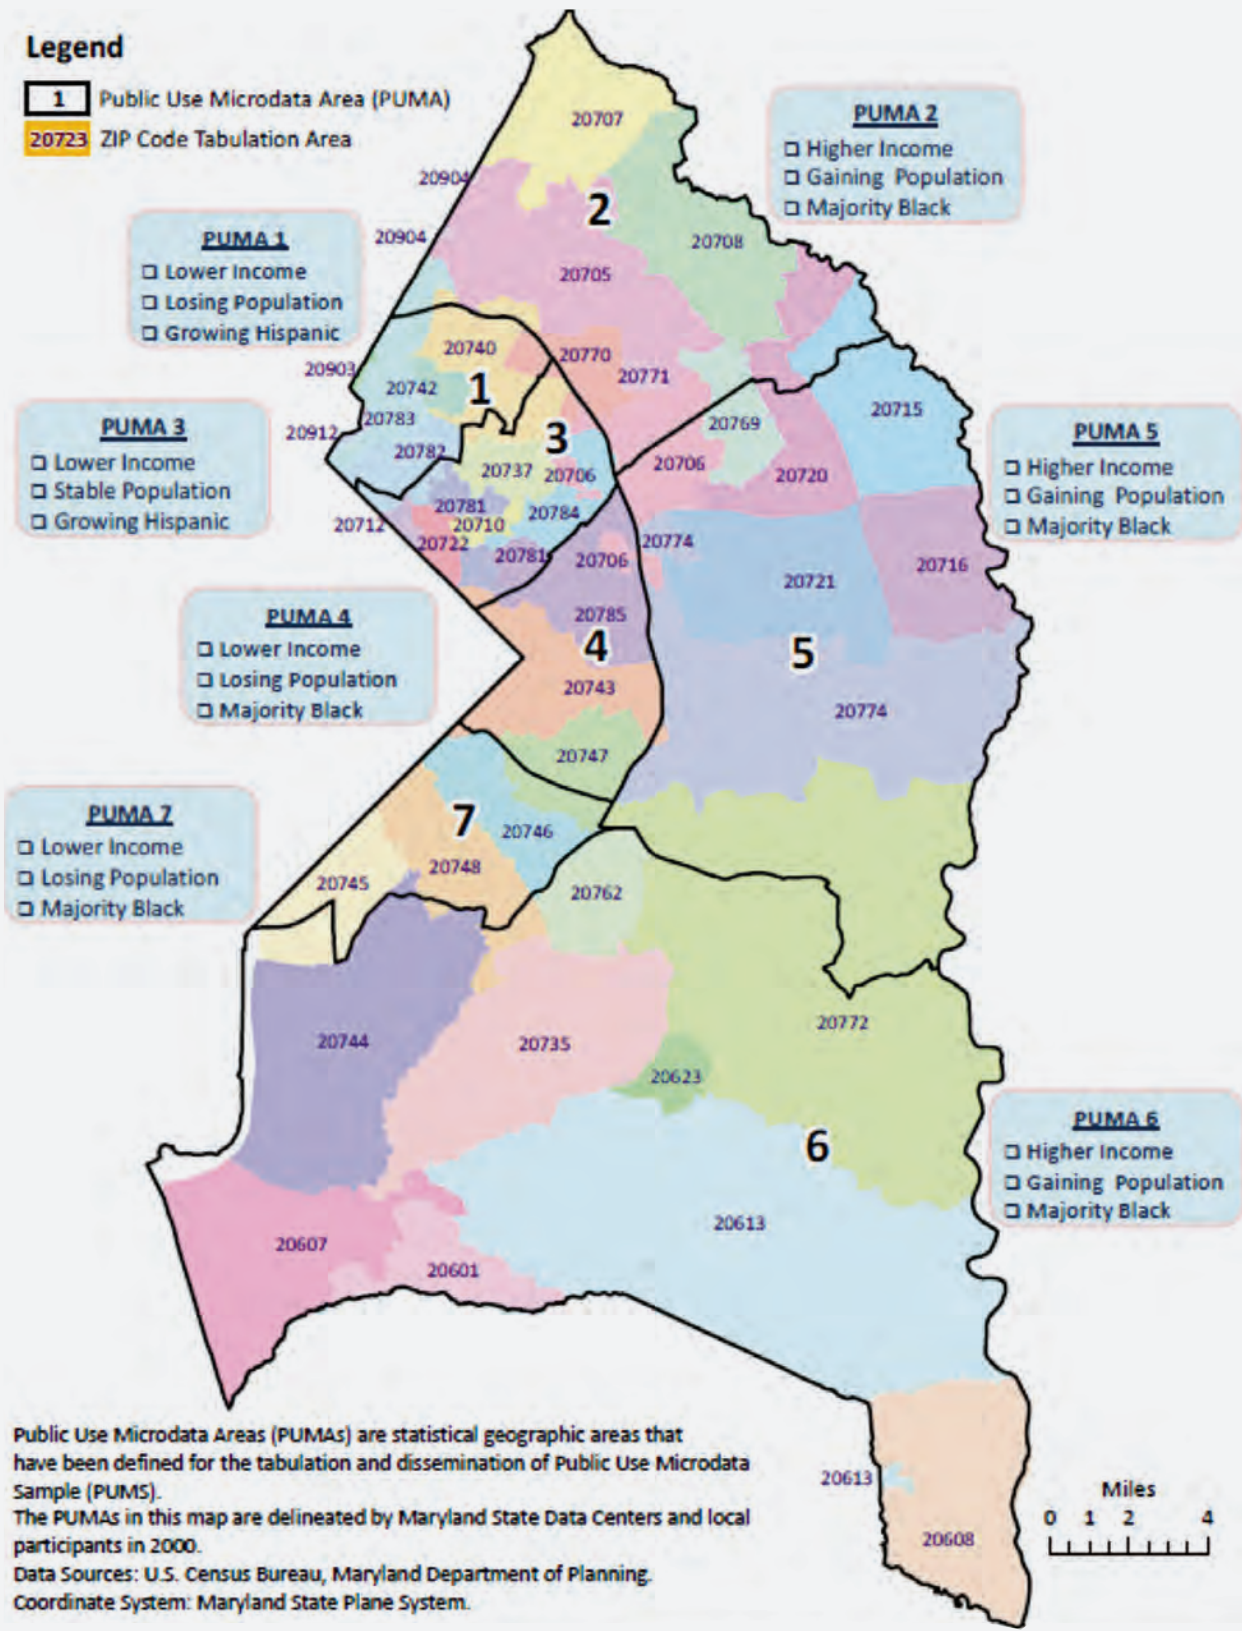 Legend
1 Public Use Microdata Area (PUMA)
20723 ZIP Code Tabulation Area
PUMA 2
Higher Income
Gaining Population
Majority Black
PUMA 1
Lower Income
Losing Population
Growing Hispanic
PUMA 3
Lower Income
Stable Population
Growing Hispanic
PUMA 5
Higher Income
Gaining Population
Majority Black
PUMA 4
Lower Income
Losing Population
Majority Black
PUMA 7
Lower Income
Losing Population
Majority Black
PUMA 6
Higher Income
Gaining Population
Majority Black
20707
20904
2
20904
20708
20705
20740
20770
20903
20771
20742
1
20715
20783
20769
20912
3
20782
20737
20706
20706
20720
20781
20784
20712
20710
20722
20774
20781
20706
20716
20721
20785
4
5
20743
20774
20747
7
20746
20748
20745
20762
20772
20744
20735
20623
6
20613
20607
20601
Public Use Microdata Areas (PUMAs) are statistical geographic areas that
have been defined for the tabulation and dissemination of Public Use Microdata
Sample (PUMS).
The PUMAs in this map are delineated by Maryland State Data Centers and local
participants in 2000.
Data Sources: U.S. Census Bureau, Maryland Department of Planning.
Coordinate System: Maryland State Plane System.
20613
20608
Miles
0 1 2 4